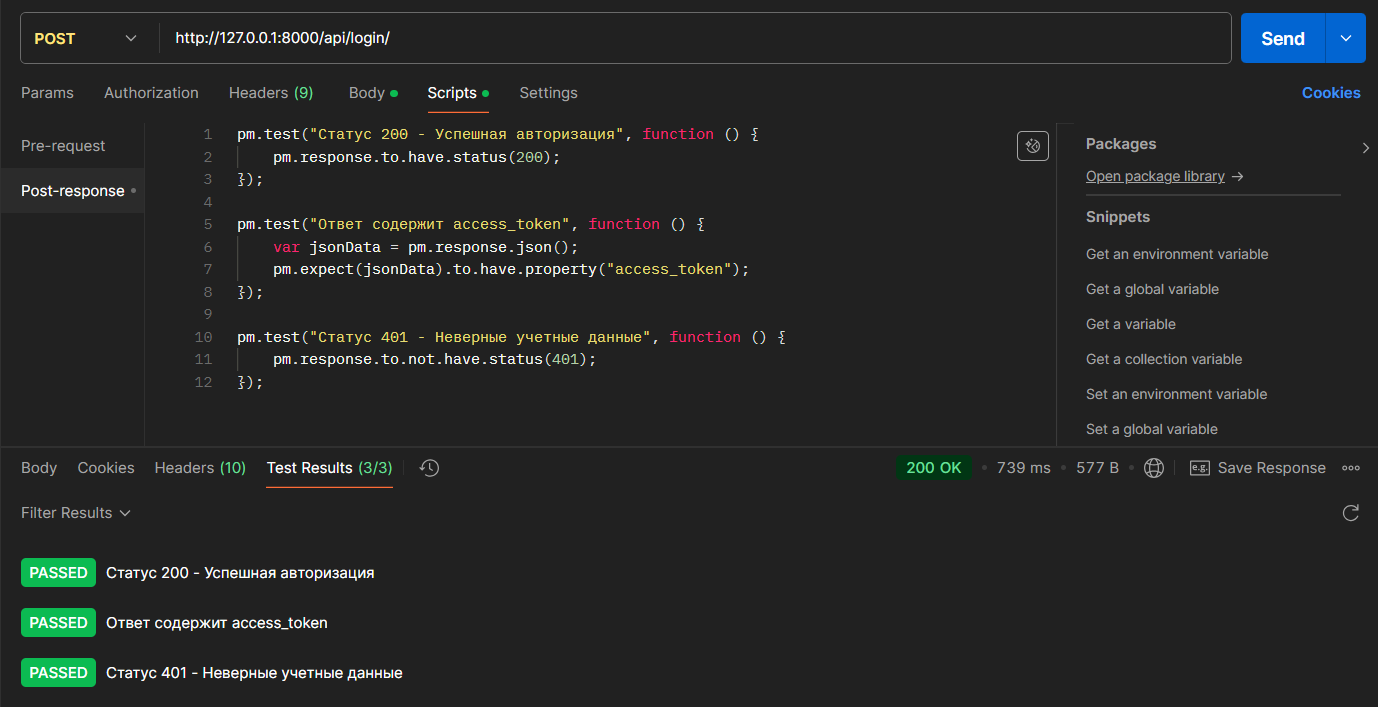 POST
http://127.0.0.1:8000/api/login/
Send
Params
Authorization
Headers (9)
Body
Scripts
Settings
Cookies
Pre-request
Post-response
1 pm.test("Статус 200 - Успешная авторизация", function () {
2 pm.response.to.have.status(200);
3 });
4
5 pm.test("Ответ содержит access_token", function () {
6 var jsonData = pm.response.json();
7 pm.expect(jsonData).to.have.property("access_token");
8 });
9
10 pm.test("Статус 401 - Неверные учетные данные", function () {
11 pm.response.to.not.have.status(401);
12 });
Packages
Open package library →
Snippets
Get an environment variable
Get a global variable
Get a variable
Get a collection variable
Set an environment variable
Set a global variable
Body
Cookies
Headers (10)
Test Results (3/3)
200 OK
739 ms
577 B
e.g. Save Response
Filter Results
PASSED Статус 200 - Успешная авторизация
PASSED Ответ содержит access_token
PASSED Статус 401 - Неверные учетные данные